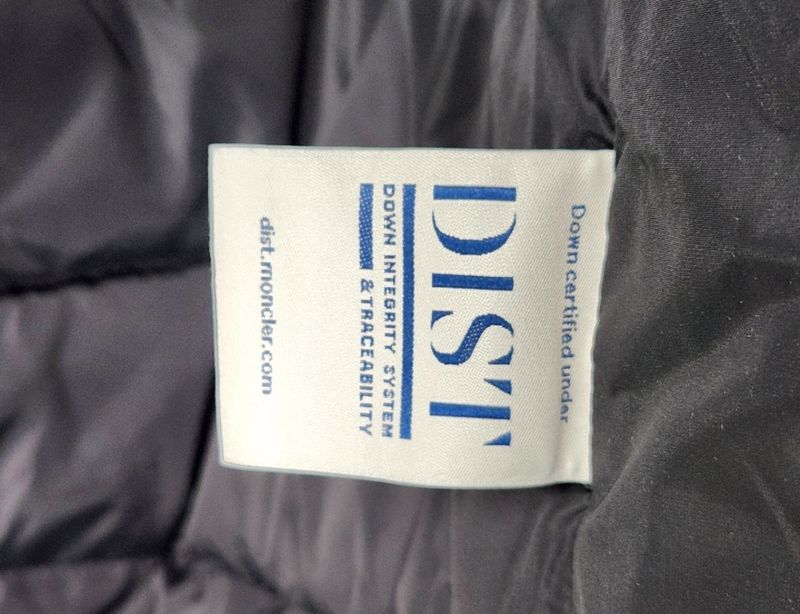 Down certified under
DIST
DOWN INTEGRITY SYSTEM
& TRACEABILITY
dist.moncler.com